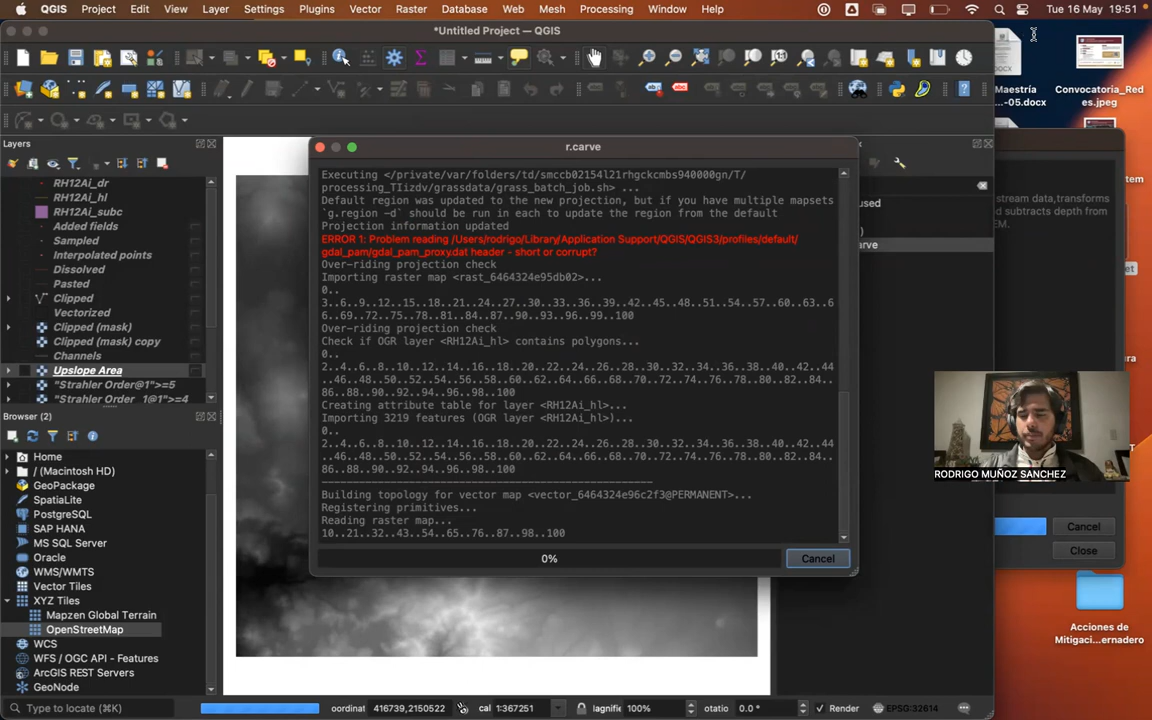 QGIS Project Edit View Layer Settings Plugins Vector Raster Database Web Mesh Processing Window Help Tue 16 May 19:51
*Untitled Project — QGIS
Layers
RH12Ai_dr
RH12Ai_hl
RH12Ai_subc
Added fields
Sampled
Interpolated points
Dissolved
Pasted
Clipped
Vectorized
Clipped (mask)
Clipped (mask) copy
Channels
Upslope Area
"Strahler Order@1">=5
"Strahler Order_1@1">=4
Browser (2)
Home
/ (Macintosh HD)
GeoPackage
SpatiaLite
PostgreSQL
SAP HANA
MS SQL Server
Oracle
WMS/WMTS
Vector Tiles
XYZ Tiles
Mapzen Global Terrain
OpenStreetMap
WCS
WFS / OGC API - Features
ArcGIS REST Servers
GeoNode
r.carve
Executing </private/var/folders/td/smccb02154l21rhgckcmbs940000gn/T/
processing_TIizdv/grassdata/grass_batch_job.sh> ...
Default region was updated to the new projection, but if you have multiple mapsets
`g.region -d` should be run in each to update the region from the default
Projection information updated
ERROR 1: Problem reading /Users/rodrigo/Library/Application Support/QGIS/QGIS3/profiles/default/
gdal_pam/gdal_pam_proxy.dat header - short or corrupt?
Over-riding projection check
Importing raster map <rast_6464324e95db02>...
0..
3..6..9..12..15..18..21..24..27..30..33..36..39..42..45..48..51..54..57..60..63..6
6..69..72..75..78..81..84..87..90..93..96..99..100
Over-riding projection check
Check if OGR layer <RH12Ai_hl> contains polygons...
0..
2..4..6..8..10..12..14..16..18..20..22..24..26..28..30..32..34..36..38..40..42..44
..46..48..50..52..54..56..58..60..62..64..66..68..70..72..74..76..78..80..82..84..
86..88..90..92..94..96..98..100
Creating attribute table for layer <RH12Ai_hl>...
Importing 3219 features (OGR layer <RH12Ai_hl>)...
0..
2..4..6..8..10..12..14..16..18..20..22..24..26..28..30..32..34..36..38..40..42..44
..46..48..50..52..54..56..58..60..62..64..66..68..70..72..74..76..78..80..82..84..
86..88..90..92..94..96..98..100
Building topology for vector map <vector_6464324e96c2f3@PERMANENT>...
Registering primitives...
Reading raster map...
10..21..32..43..54..65..76..87..98..100
0%
Cancel
used
)
arve
Maestría
...-05.docx
Convocatoria_Red
es.jpeg
tem
stream data,transforms
d subtracts depth from
EM.
et
ura
RODRIGO MUÑOZ SANCHEZ
T
Cancel
Close
Acciones de
Mitigaci...ernadero
Type to locate (⌘K)
oordinat 416739,2150522 cal 1:367251 lagnifie 100% otatio 0.0 ° Render EPSG:32614